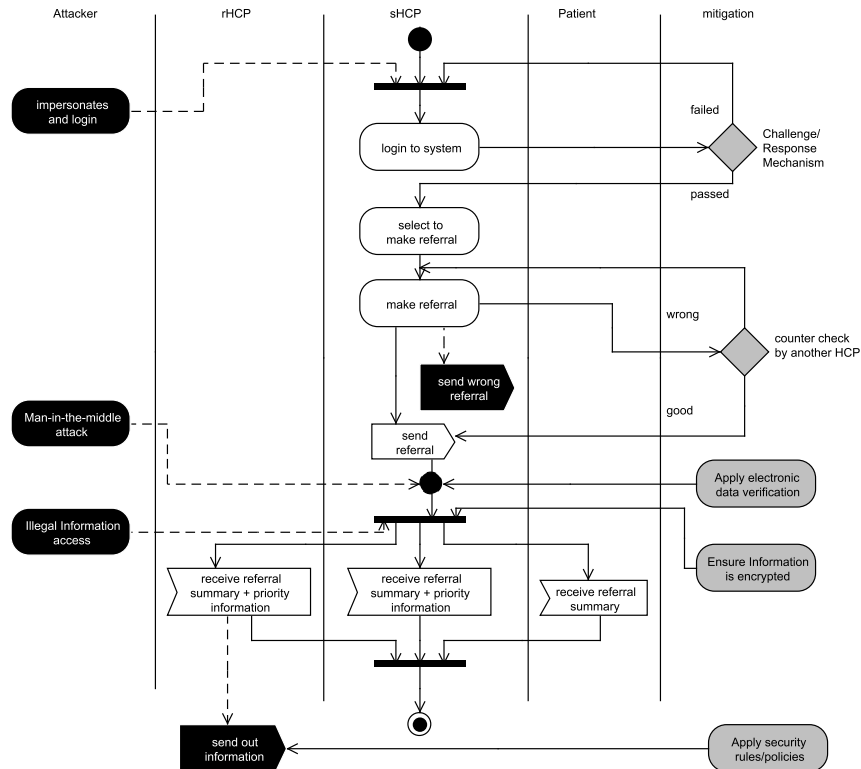 Attacker
rHCP
sHCP
Patient
mitigation
impersonates
and login
failed
login to system
Challenge/
Response
Mechanism
passed
select to
make referral
make referral
wrong
counter check
by another HCP
send wrong
referral
Man-in-the-middle
attack
good
send
referral
Apply electronic
data verification
Illegal Information
access
Ensure Information
is encrypted
receive referral
summary + priority
information
receive referral
summary + priority
information
receive referral
summary
send out
information
Apply security
rules/policies